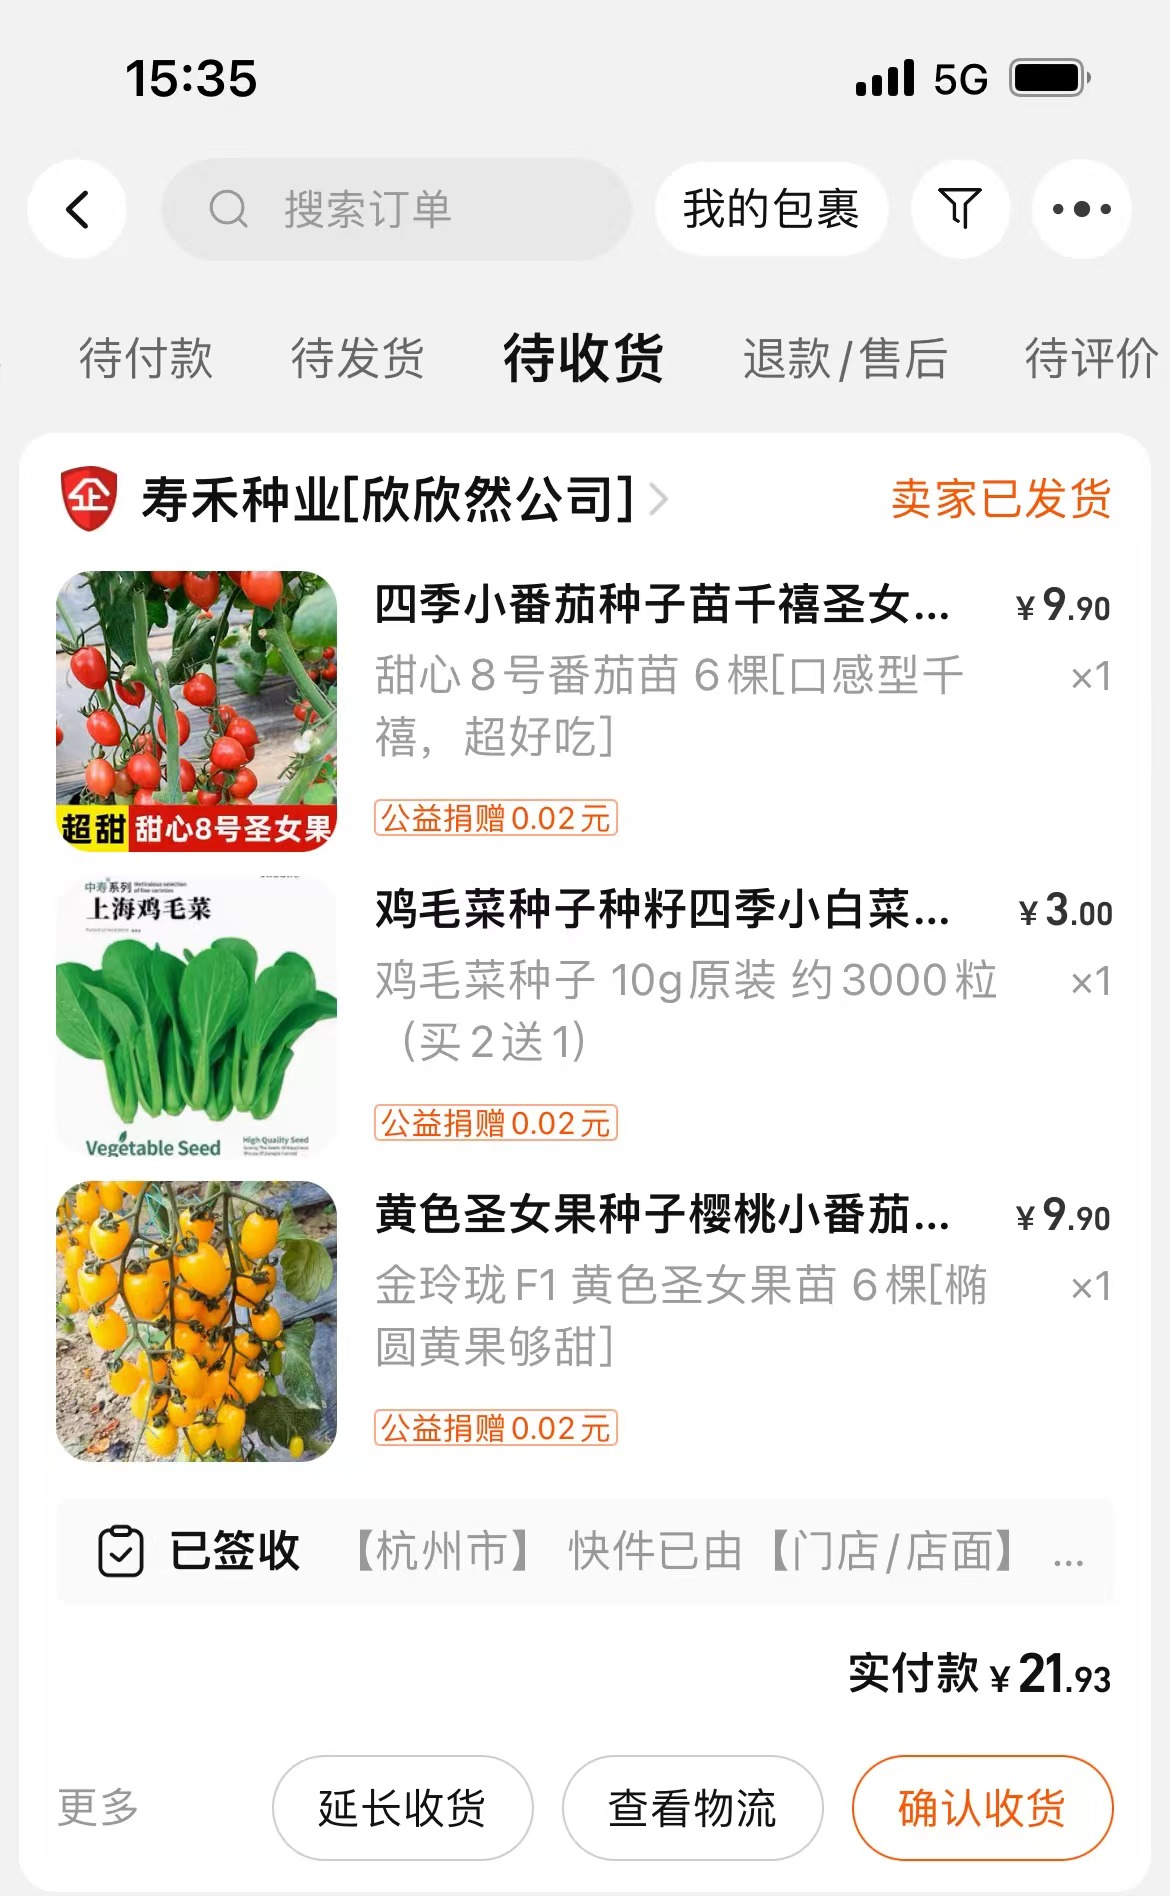 15:35
5G
搜索订单
我的包裹
待付款
待发货
待收货
退款/售后
待评价
企
寿禾种业[欣欣然公司]
卖家已发货
四季小番茄种子苗千禧圣女...
¥9.90
甜心8号番茄苗 6棵[口感型千
×1
禧，超好吃]
公益捐赠0.02元
超甜 甜心8号圣女果
中寿系列
上海鸡毛菜
Vegetable Seed
High Quality Seed
鸡毛菜种子种籽四季小白菜...
¥3.00
鸡毛菜种子 10g原装 约3000粒
×1
（买2送1）
公益捐赠0.02元
黄色圣女果种子樱桃小番茄...
¥9.90
金玲珑F1 黄色圣女果苗 6棵[椭
×1
圆黄果够甜]
公益捐赠0.02元
已签收 【杭州市】 快件已由【门店/店面】 ...
实付款¥21.93
更多
延长收货
查看物流
确认收货